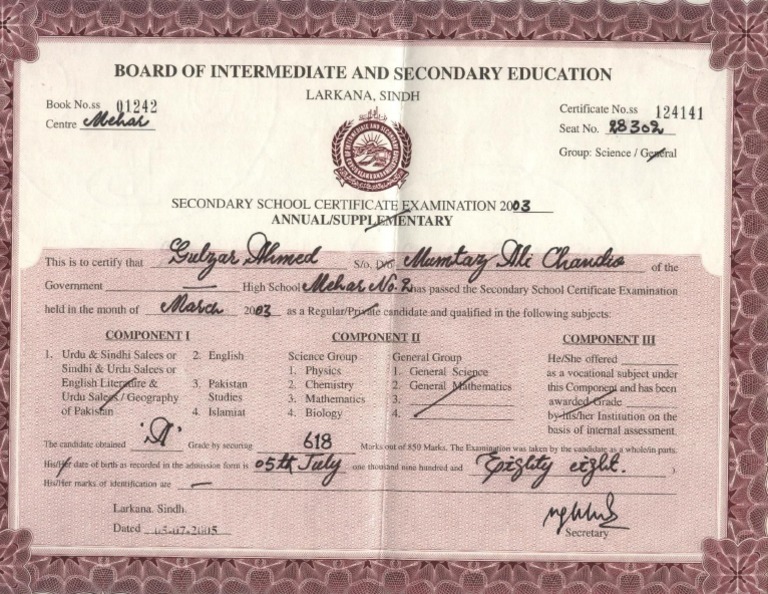 BOARD OF INTERMEDIATE AND SECONDARY EDUCATION
LARKANA, SINDH
Book No.ss 01242
Certificate No.ss 124141
Centre Mehar
Seat No. 28302
Group: Science / General
SECONDARY SCHOOL CERTIFICATE EXAMINATION 2003
ANNUAL/SUPPLEMENTARY
This is to certify that Gulzar Ahmed S/o. D/o. Mumtaz Ali Chandio of the
Government — High School Mehar No. 2 has passed the Secondary School Certificate Examination
held in the month of March 2003 as a Regular/Private candidate and qualified in the following subjects:
COMPONENT I
1. Urdu & Sindhi Salees or
Sindhi & Urdu Salees or
English Literature &
Urdu Salees / Geography
of Pakistan
2. English
3. Pakistan
Studies
4. Islamiat
COMPONENT II
Science Group
1. Physics
2. Chemistry
3. Mathematics
4. Biology
General Group
1. General Science
2. General Mathematics
3.
4.
COMPONENT III
He/She offered
as a vocational subject under
this Component and has been
awarded Grade
by his/her Institution on the
basis of internal assessment.
The candidate obtained 'A' Grade by securing 618 Marks out of 850 Marks. The Examination was taken by the candidate as a whole/in parts.
His/Her date of birth as recorded in the admission form is 05th July one thousand nine hundred and Eighty eight. )
His/Her marks of identification are —
Larkana. Sindh.
Dated 05-07-2005
Secretary